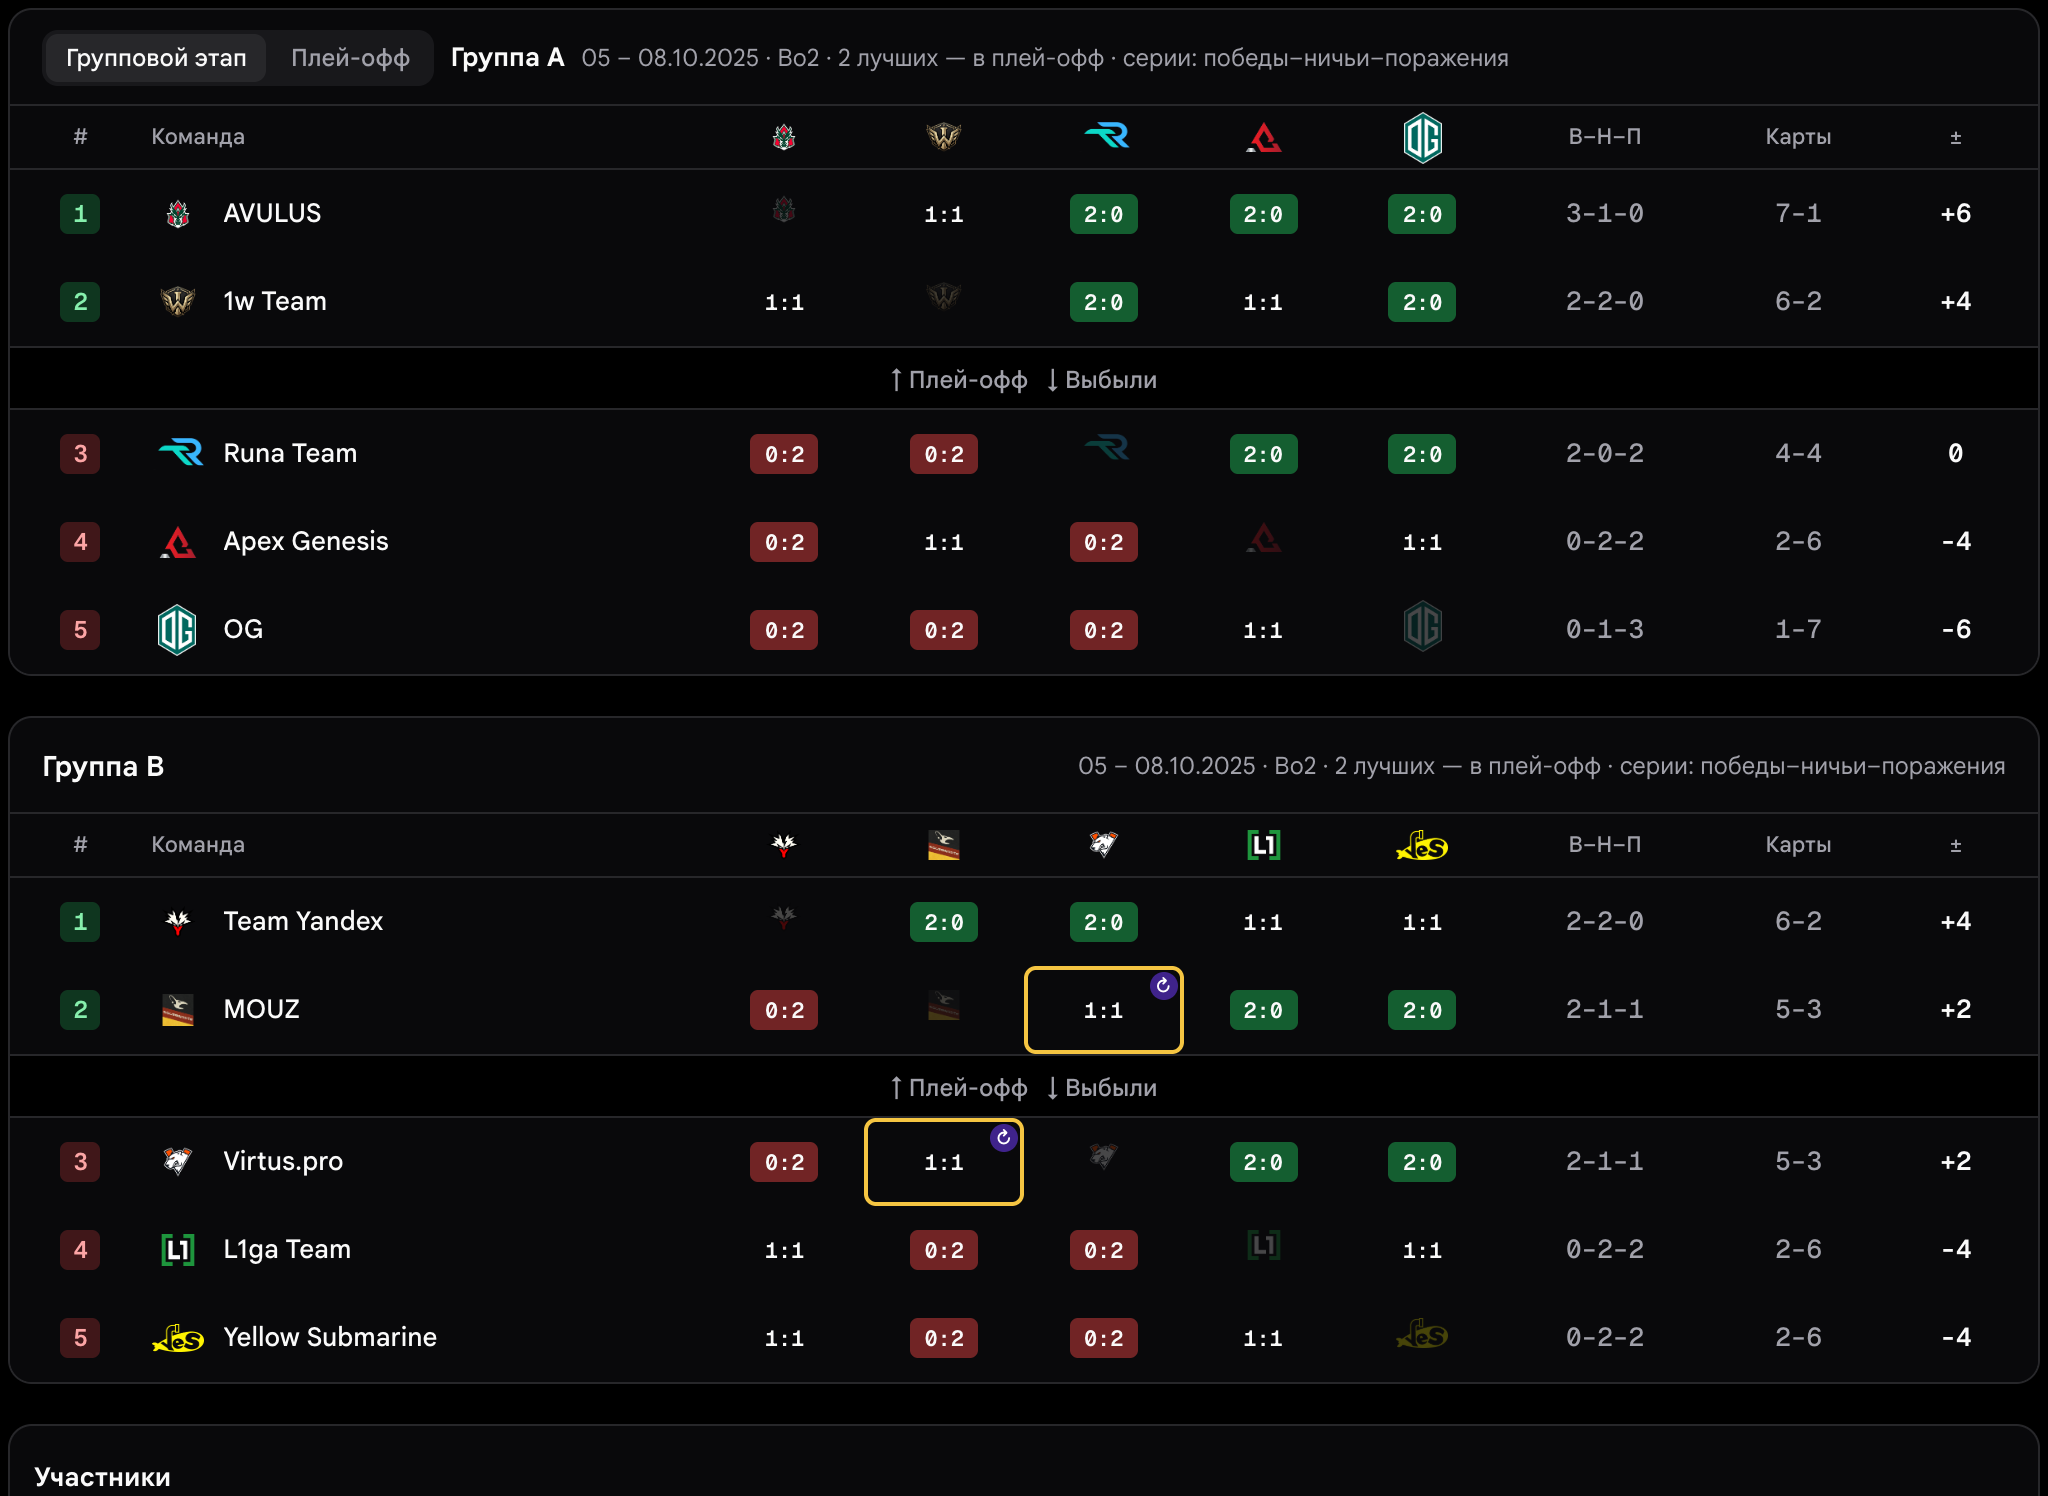 Групповой этап Плей-офф Группа A 05 – 08.10.2025 · Bo2 · 2 лучших — в плей-офф · серии: победы–ничьи–поражения
# Команда OG В–Н–П Карты ±
1 AVULUS 1:1 2:0 2:0 2:0 3-1-0 7-1 +6
2 1w Team 1:1 2:0 1:1 2:0 2-2-0 6-2 +4
↑ Плей-офф ↓ Выбыли
3 Runa Team 0:2 0:2 2:0 2:0 2-0-2 4-4 0
4 Apex Genesis 0:2 1:1 0:2 1:1 0-2-2 2-6 -4
5 OG OG 0:2 0:2 0:2 1:1 OG 0-1-3 1-7 -6
Группа B 05 – 08.10.2025 · Bo2 · 2 лучших — в плей-офф · серии: победы–ничьи–поражения
# Команда L1 YeS В–Н–П Карты ±
1 Team Yandex 2:0 2:0 1:1 1:1 2-2-0 6-2 +4
2 MOUZ 0:2 1:1 2:0 2:0 2-1-1 5-3 +2
↑ Плей-офф ↓ Выбыли
3 Virtus.pro 0:2 1:1 2:0 2:0 2-1-1 5-3 +2
4 L1 L1ga Team 1:1 0:2 0:2 L1 1:1 0-2-2 2-6 -4
5 YeS Yellow Submarine 1:1 0:2 0:2 1:1 YeS 0-2-2 2-6 -4
Участники